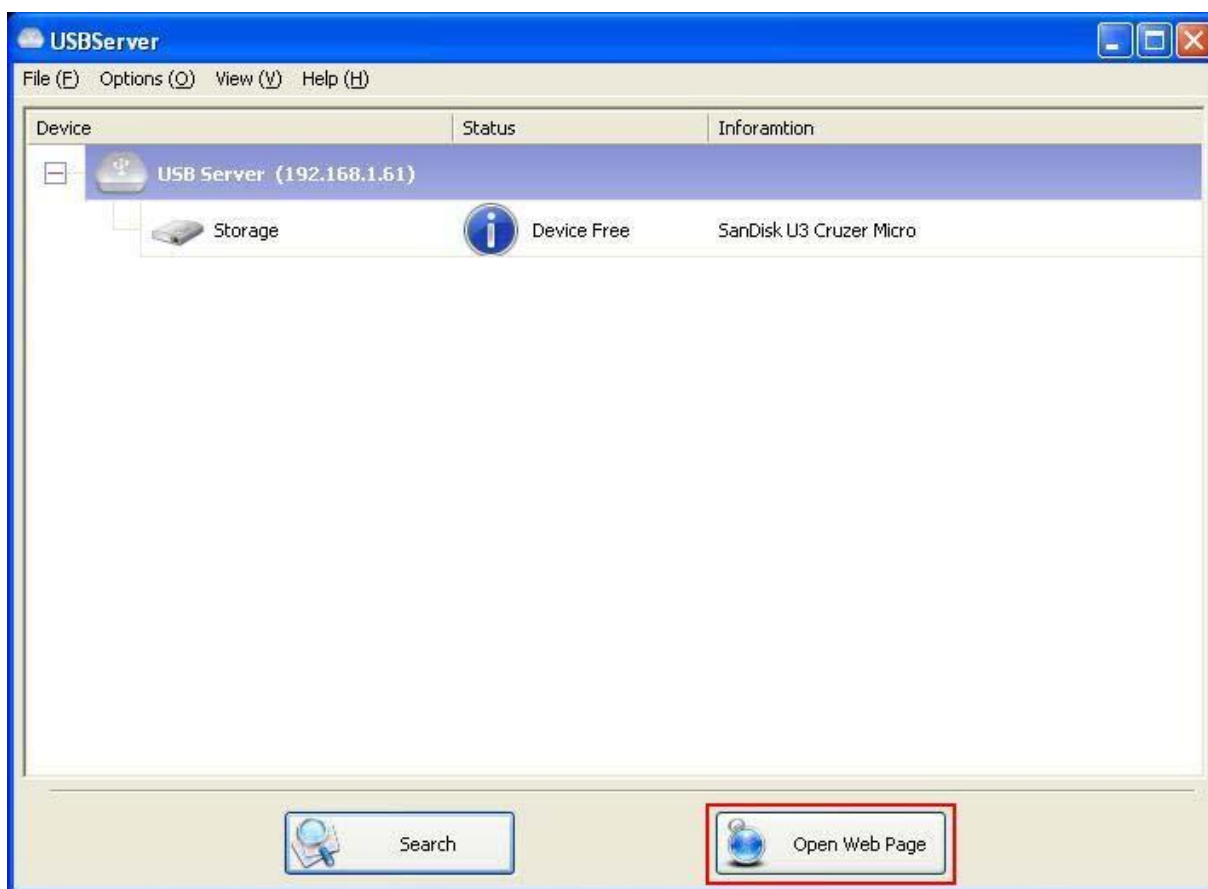 USBServer
File (F) Options (O) View (V) Help (H)
Device Status Inforamtion
USB Server (192.168.1.61)
Storage Device Free SanDisk U3 Cruzer Micro
Search Open Web Page